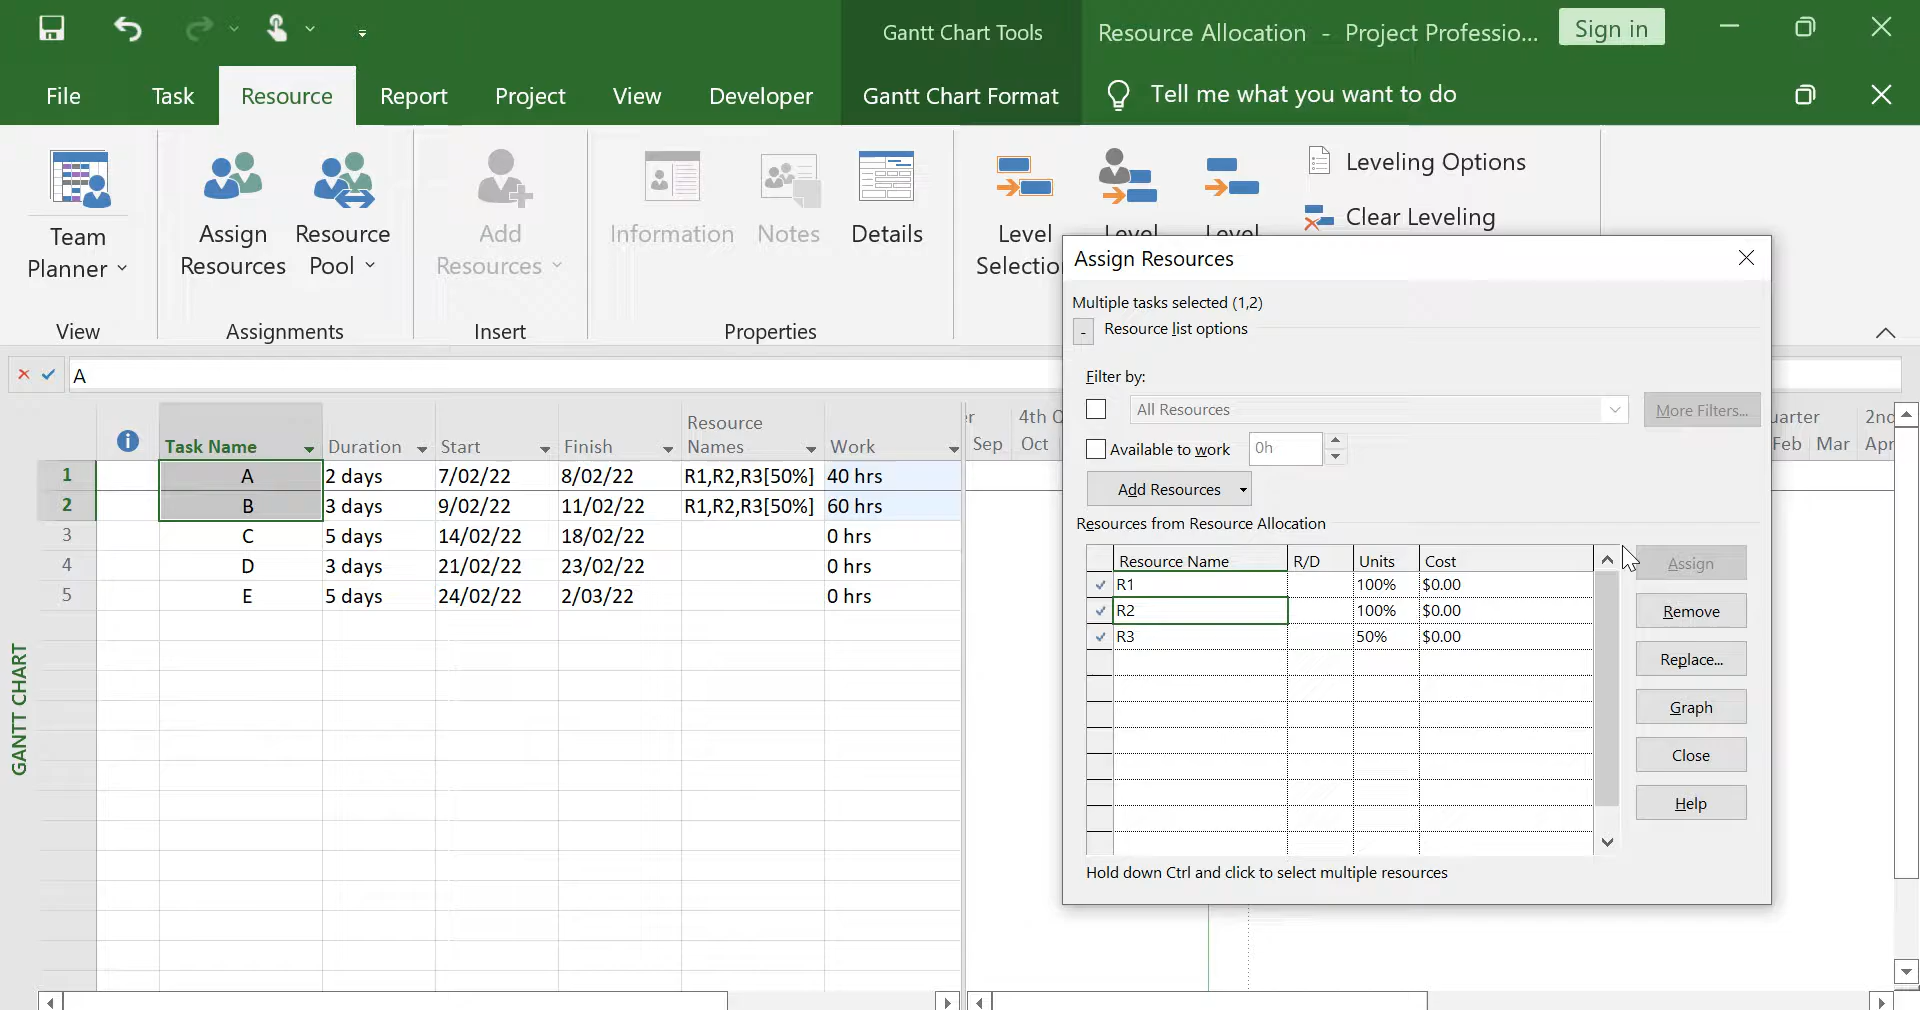 Gantt Chart Tools
Resource Allocation - Project Professio...
Sign in
File Task Resource Report Project View Developer Gantt Chart Format Tell me what you want to do
Team Planner
Assign Resources
Resource Pool
Add Resources
Information
Notes
Details
Level Selection
Level
Level
Leveling Options
Clear Leveling
View
Assignments
Insert
Properties
A
Task Name Duration Start Finish Resource Names Work
1 A 2 days 7/02/22 8/02/22 R1,R2,R3[50%] 40 hrs
2 B 3 days 9/02/22 11/02/22 R1,R2,R3[50%] 60 hrs
3 C 5 days 14/02/22 18/02/22 0 hrs
4 D 3 days 21/02/22 23/02/22 0 hrs
5 E 5 days 24/02/22 2/03/22 0 hrs
GANTT CHART
er 4th Q uarter 2nd
Sep Oct Feb Mar Apr
Assign Resources
Multiple tasks selected (1,2)
- Resource list options
Filter by:
All Resources
More Filters...
Available to work 0h
Add Resources
Resources from Resource Allocation
Resource Name R/D Units Cost
R1 100% $0.00
R2 100% $0.00
R3 50% $0.00
Assign
Remove
Replace...
Graph
Close
Help
Hold down Ctrl and click to select multiple resources